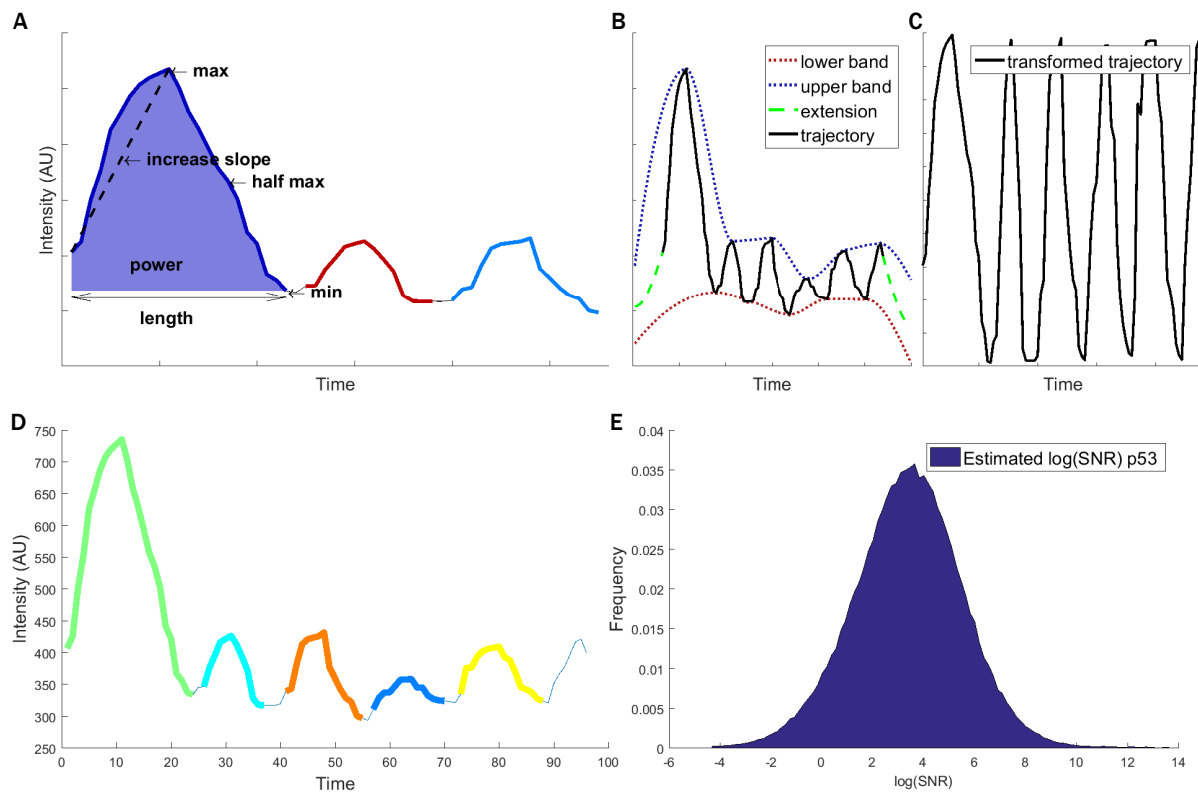 A
Intensity (AU)
max
increase slope
half max
power
min
length
Time
B
lower band
upper band
extension
trajectory
Time
C
transformed trajectory
Time
D
750
700
650
600
550
500
450
400
350
300
250
Intensity (AU)
0 10 20 30 40 50 60 70 80 90 100
Time
E
0.04
0.035
0.03
0.025
0.02
0.015
0.01
0.005
0
Frequency
Estimated log(SNR) p53
-6 -4 -2 0 2 4 6 8 10 12 14
log(SNR)